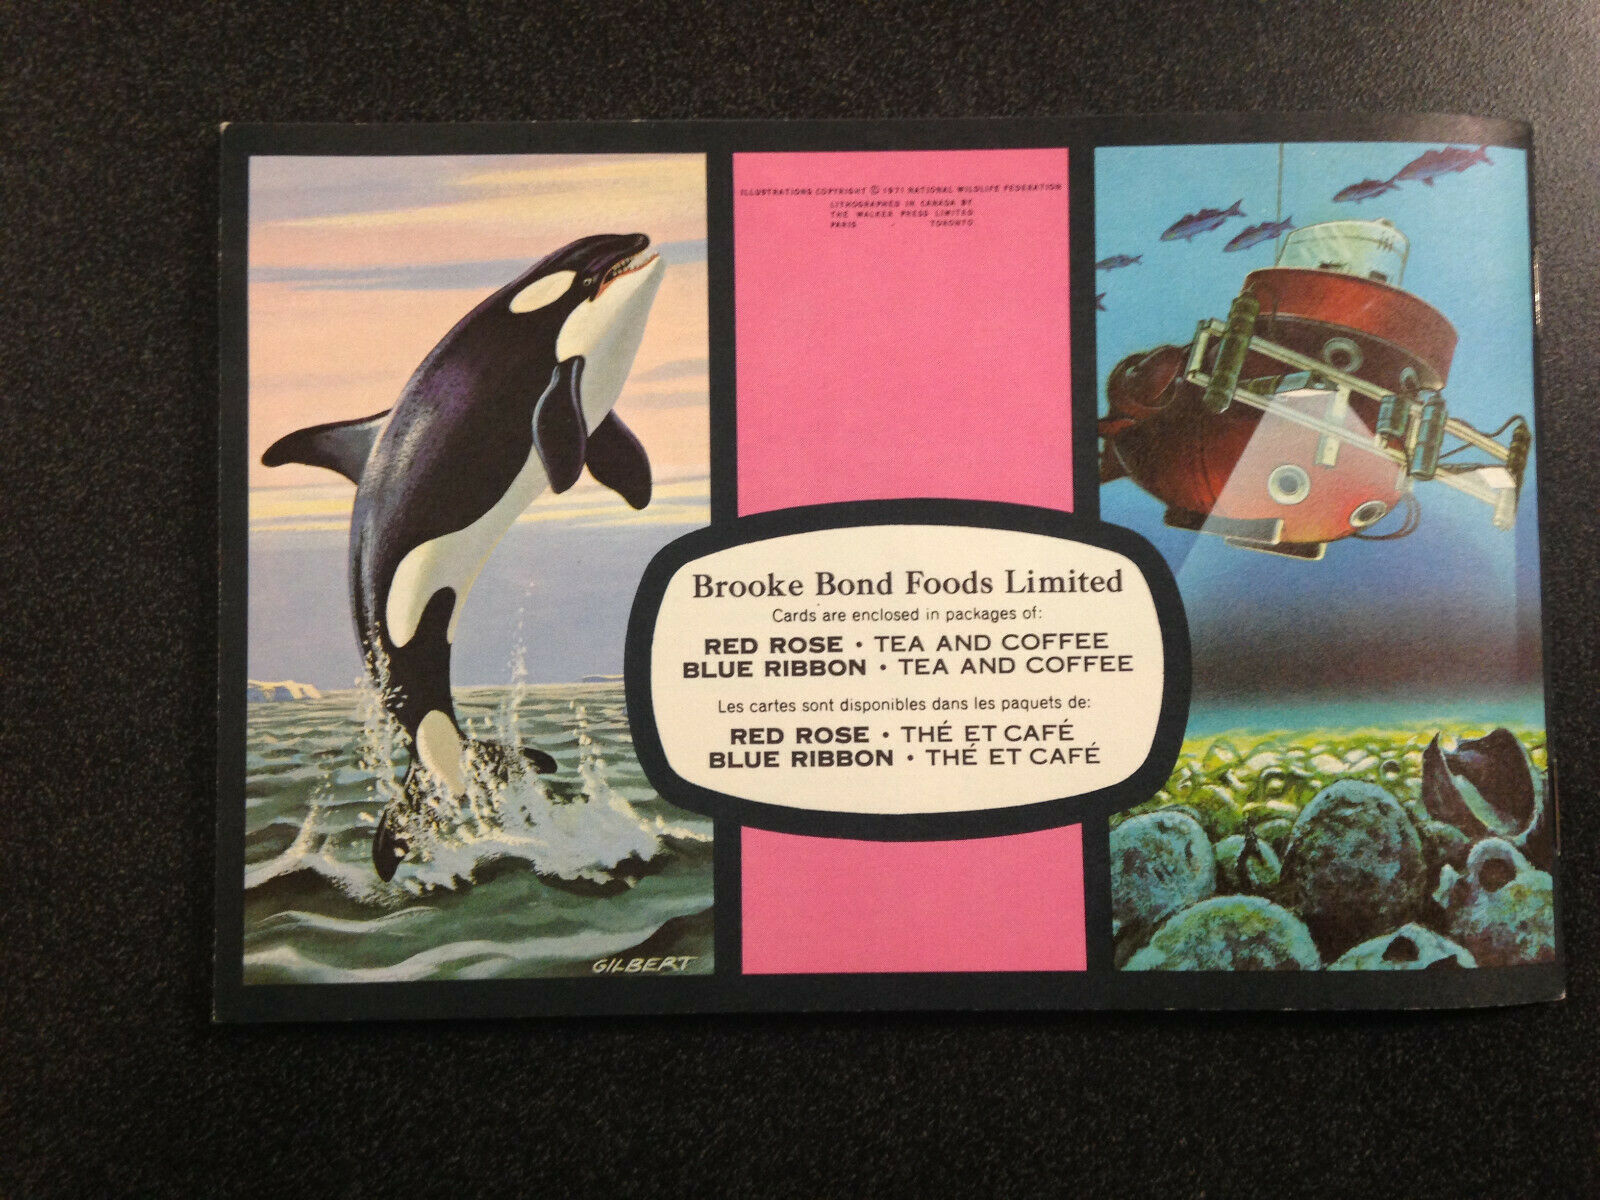 ILLUSTRATIONS COPYRIGHT © 1971 NATIONAL WILDLIFE FEDERATION
LITHOGRAPHED IN CANADA BY
THE WALKER PRESS LIMITED
PARIS TORONTO
Brooke Bond Foods Limited
Cards are enclosed in packages of:
RED ROSE • TEA AND COFFEE
BLUE RIBBON • TEA AND COFFEE
Les cartes sont disponibles dans les paquets de:
RED ROSE • THÉ ET CAFÉ
BLUE RIBBON • THÉ ET CAFÉ
GILBERT